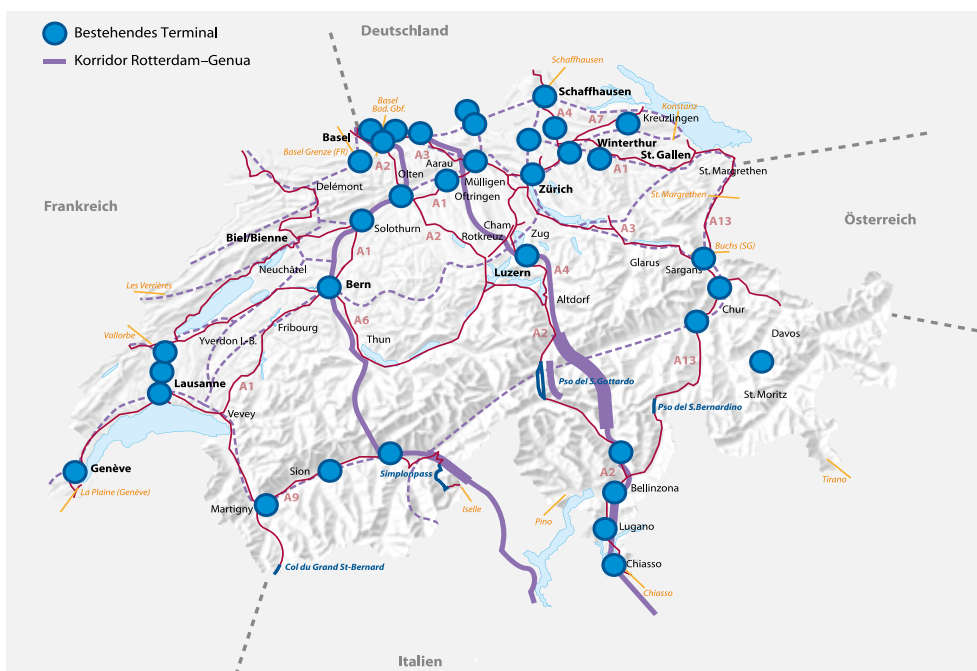 Bestehendes Terminal
Korridor Rotterdam–Genua
Deutschland
Schaffhausen
Schaffhausen
Basel
Bad. Gbf.
A4
A7
Konstanz
Kreuzlingen
Basel
Basel Grenze (FR)
A2
A3
Aarau
Winterthur
St. Gallen
A1
St. Margrethen
Delémont
Olten
Mülligen
Oftringen
Zürich
St. Margrethen
Frankreich
A1
A13
Österreich
Solothurn
A2
Cham
Rotkreuz
Zug
A3
Biel/Bienne
A1
Buchs (SG)
Glarus
Sargans
Neuchâtel
Luzern
A4
Les Verrières
Bern
Altdorf
Chur
Fribourg
A6
Vallorbe
Yverdon l.-B.
Thun
A2
Davos
A13
Lausanne
A1
Pso del S.Gottardo
St. Moritz
Vevey
Pso del S.Bernardino
Genève
Sion
Simplonpass
A2
Tirano
La Plaine (Genève)
A9
Martigny
Iselle
Bellinzona
Pino
Lugano
Col du Grand St-Bernard
Chiasso
Chiasso
Italien